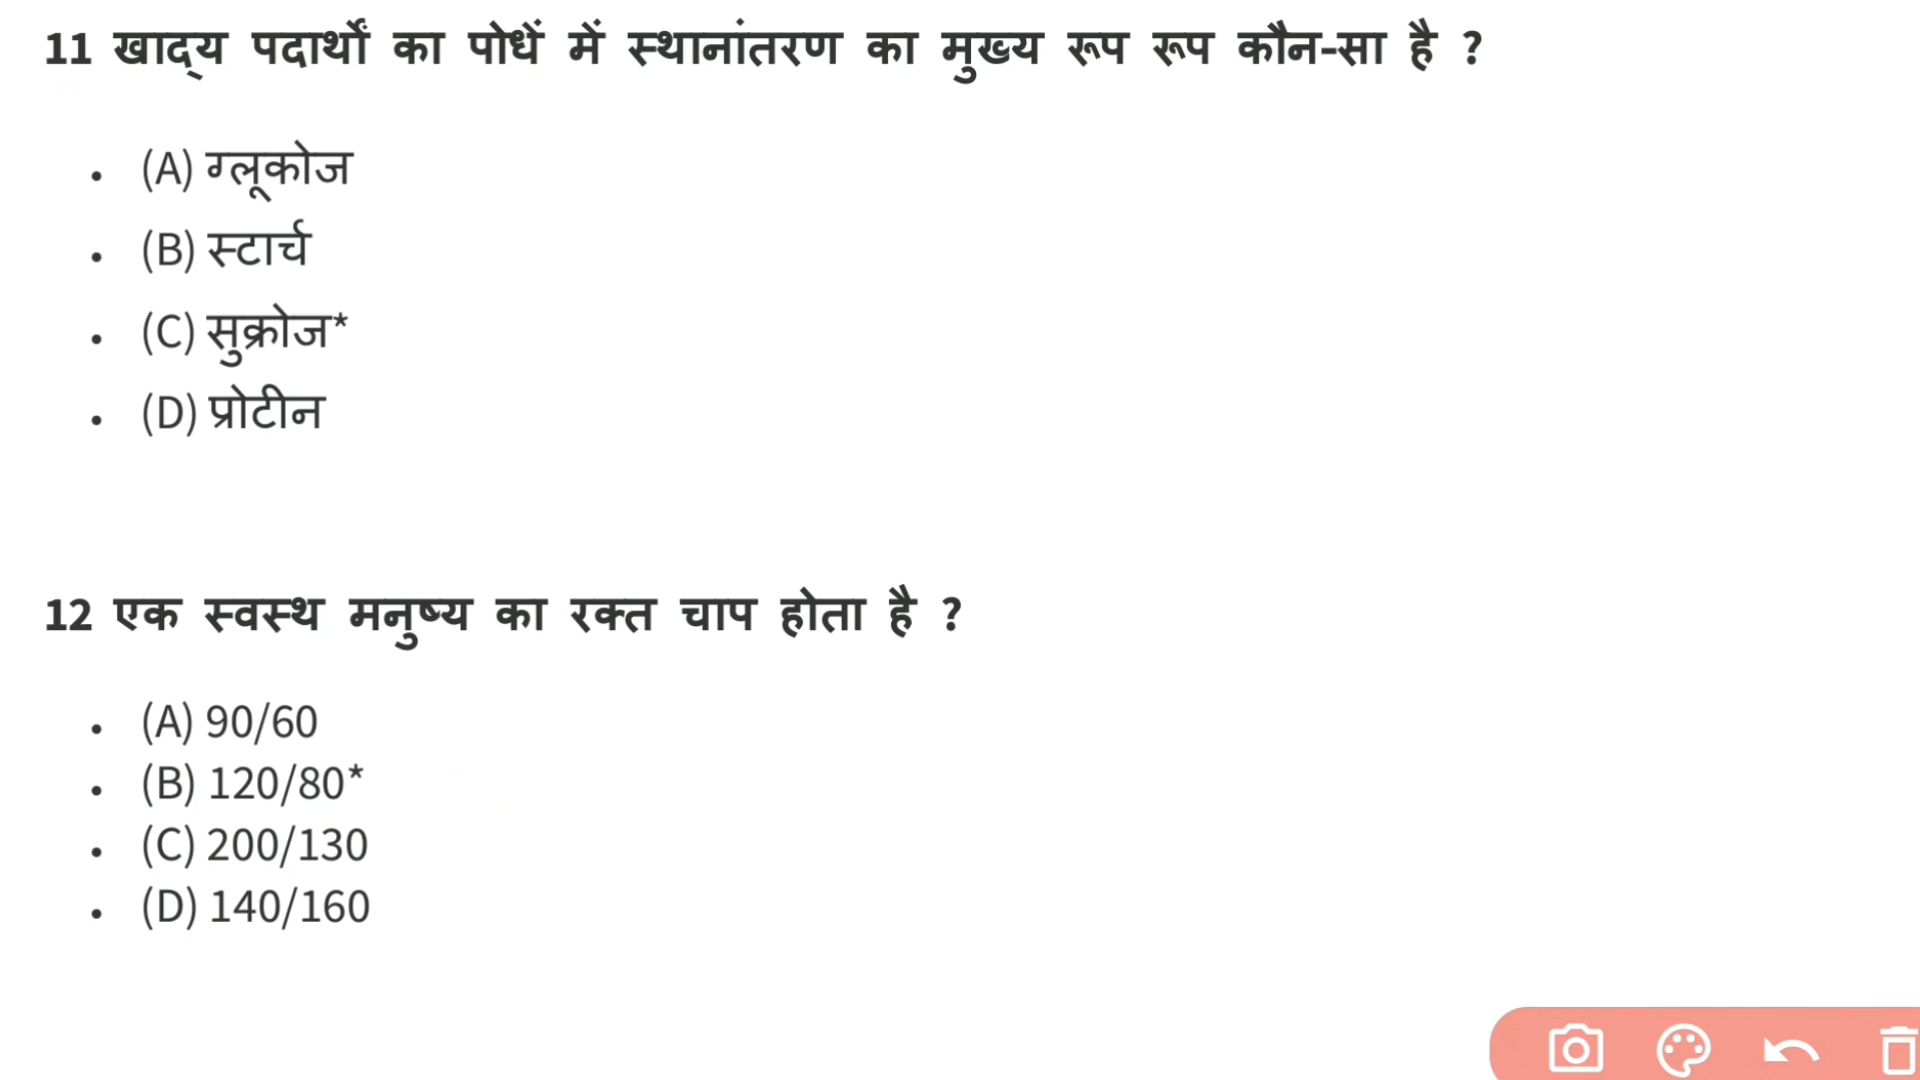 11 खाद्य पदार्थों का पोधें में स्थानांतरण का मुख्य रूप रूप कौन-सा है ?
• (A) ग्लूकोज
• (B) स्टार्च
• (C) सुक्रोज*
• (D) प्रोटीन
12 एक स्वस्थ मनुष्य का रक्त चाप होता है ?
• (A) 90/60
• (B) 120/80*
• (C) 200/130
• (D) 140/160